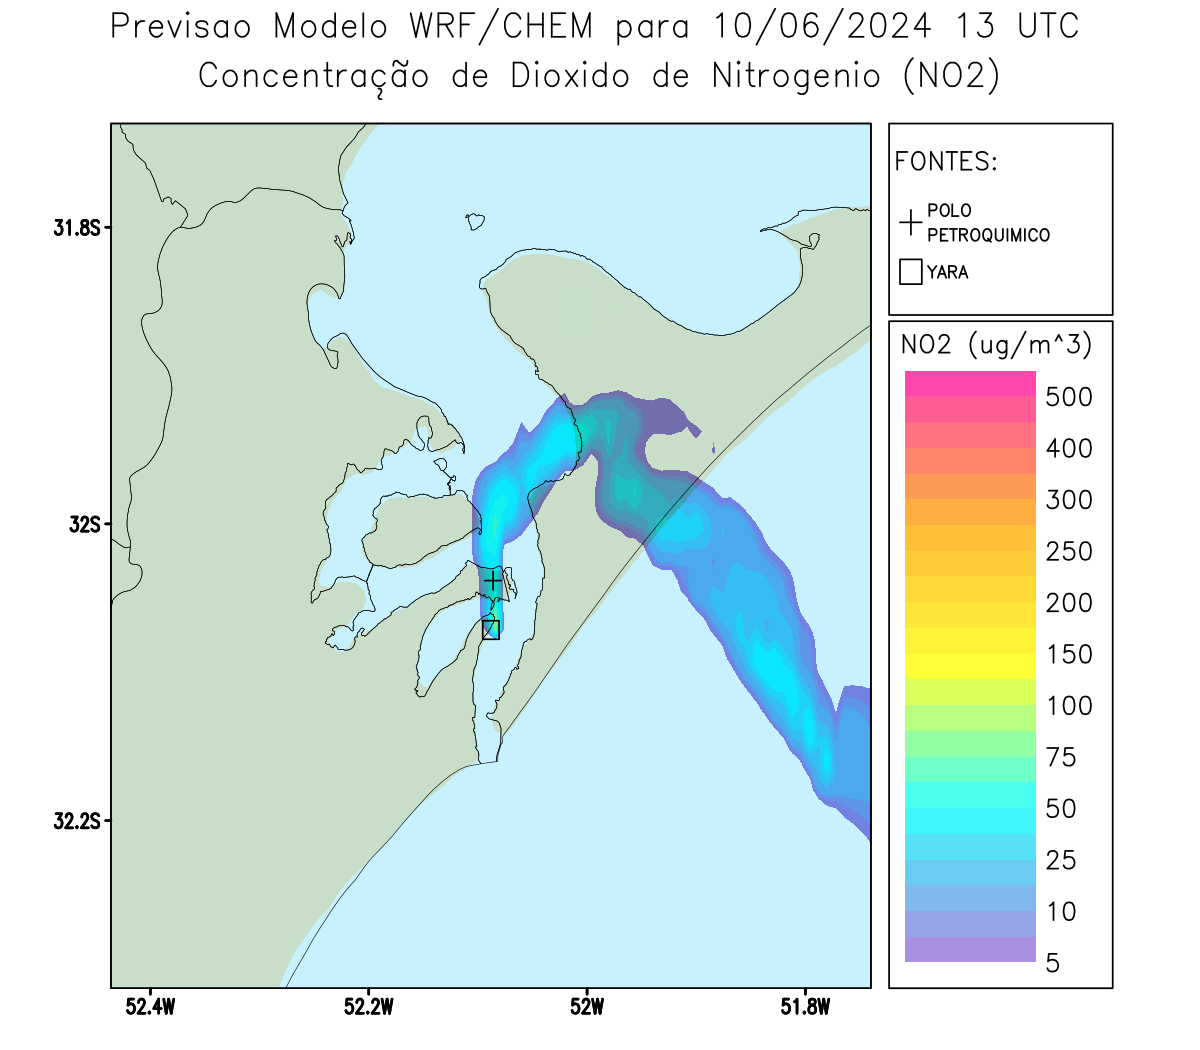 Previsao Modelo WRF/CHEM para 10/06/2024 13 UTC
Concentração de Dioxido de Nitrogenio (NO2)
FONTES:
POLO
PETROQUIMICO
YARA
NO2 (ug/m^3)
500
400
300
250
200
150
100
75
50
25
10
5
31.8S
32S
32.2S
52.4W
52.2W
52W
51.8W